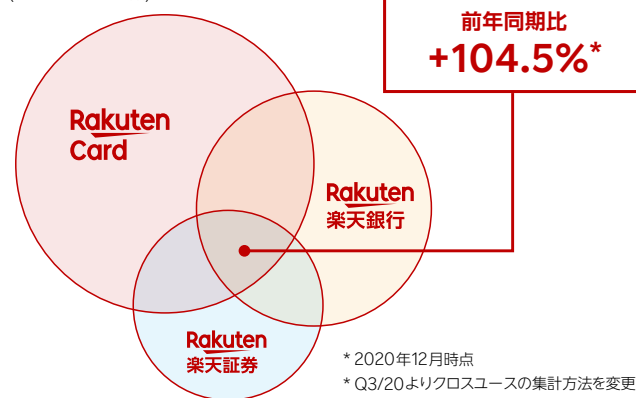 前年同期比
+104.5%*
Rakuten
Card
Rakuten
楽天銀行
Rakuten
楽天証券
* 2020年12月時点
* Q3/20よりクロスユースの集計方法を変更